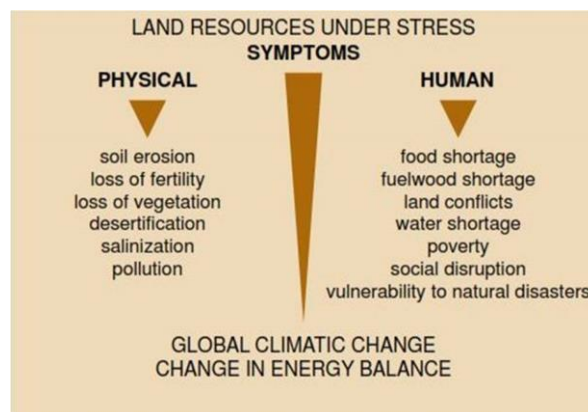 LAND RESOURCES UNDER STRESS
SYMPTOMS
PHYSICAL
soil erosion
loss of fertility
loss of vegetation
desertification
salinization
pollution
HUMAN
food shortage
fuelwood shortage
land conflicts
water shortage
poverty
social disruption
vulnerability to natural disasters
GLOBAL CLIMATIC CHANGE
CHANGE IN ENERGY BALANCE